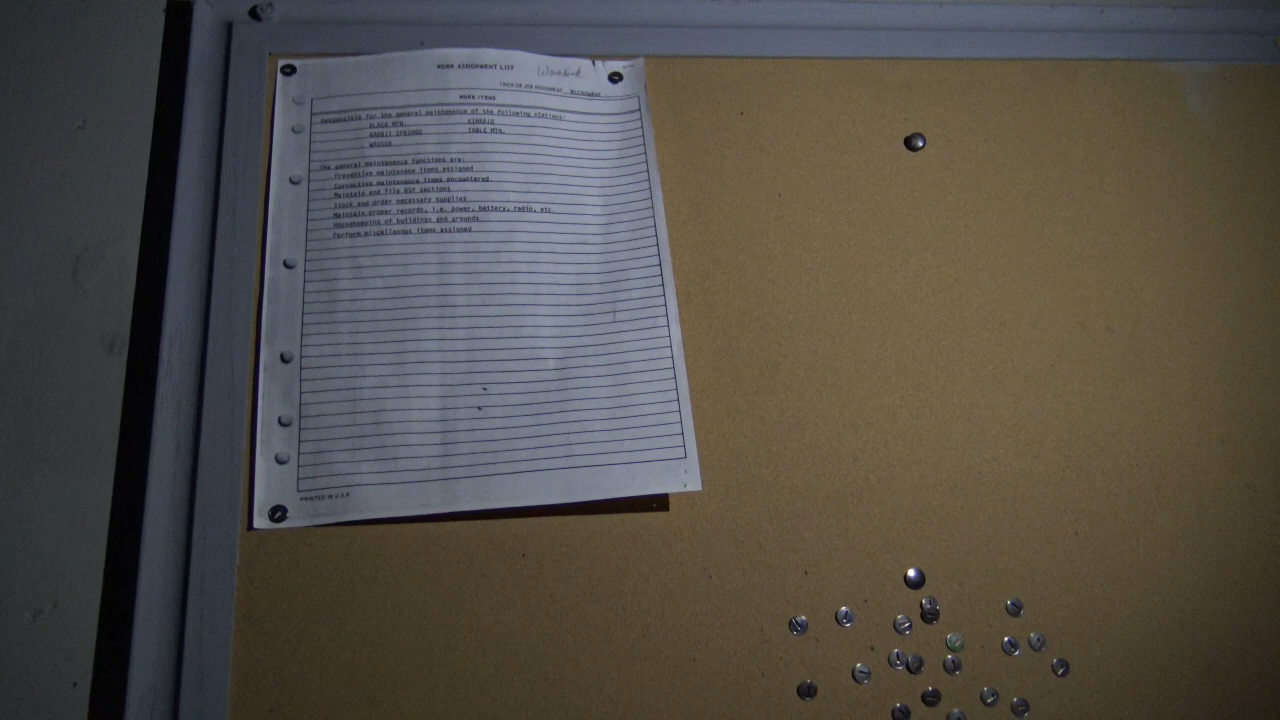 WORK ASSIGNMENT LIST
TRICK OR JOB ASSIGNMENT MICROWAVE
WORK ITEMS
Responsible for the general maintenance of the following stations:
BLACK MTN. KINKAID
RABBIT SPRINGS TABLE MTN.
WASSUK
The general maintenance functions are:
Preventive maintenane items assigned
Corrective maintenance items encountered.
Maintain and file BSP sections
Stock and order necessary supplies
Maintain proper records, i.e. power, battery, radio, etc.
Housekeeping of buildings and grounds
Perform miscellanous items assigned
PRINTED IN U.S.A.